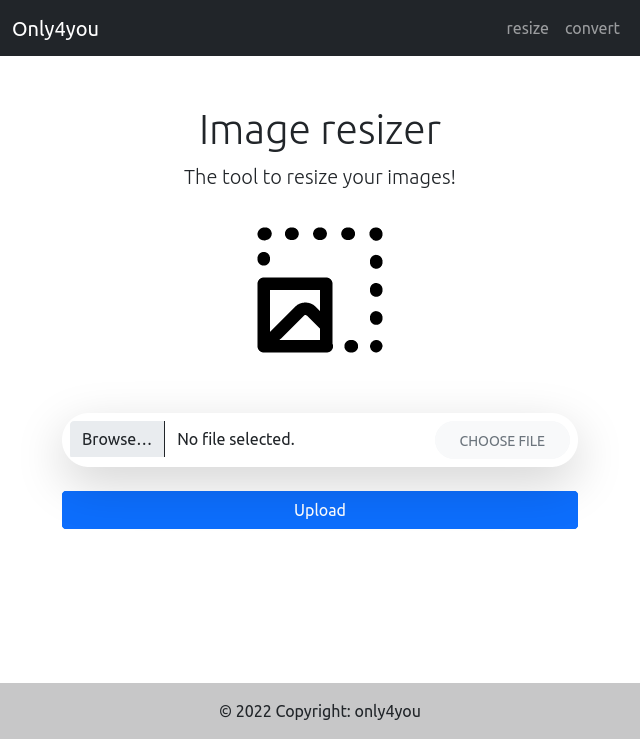 Only4you resize convert
Image resizer
The tool to resize your images!
Browse... No file selected. CHOOSE FILE
Upload
© 2022 Copyright: only4you